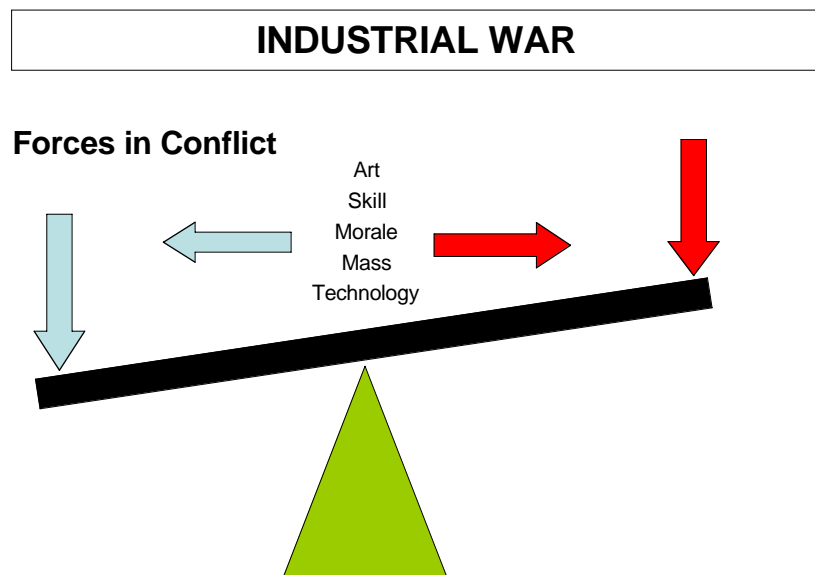 INDUSTRIAL WAR
Forces in Conflict
Art
Skill
Morale
Mass
Technology